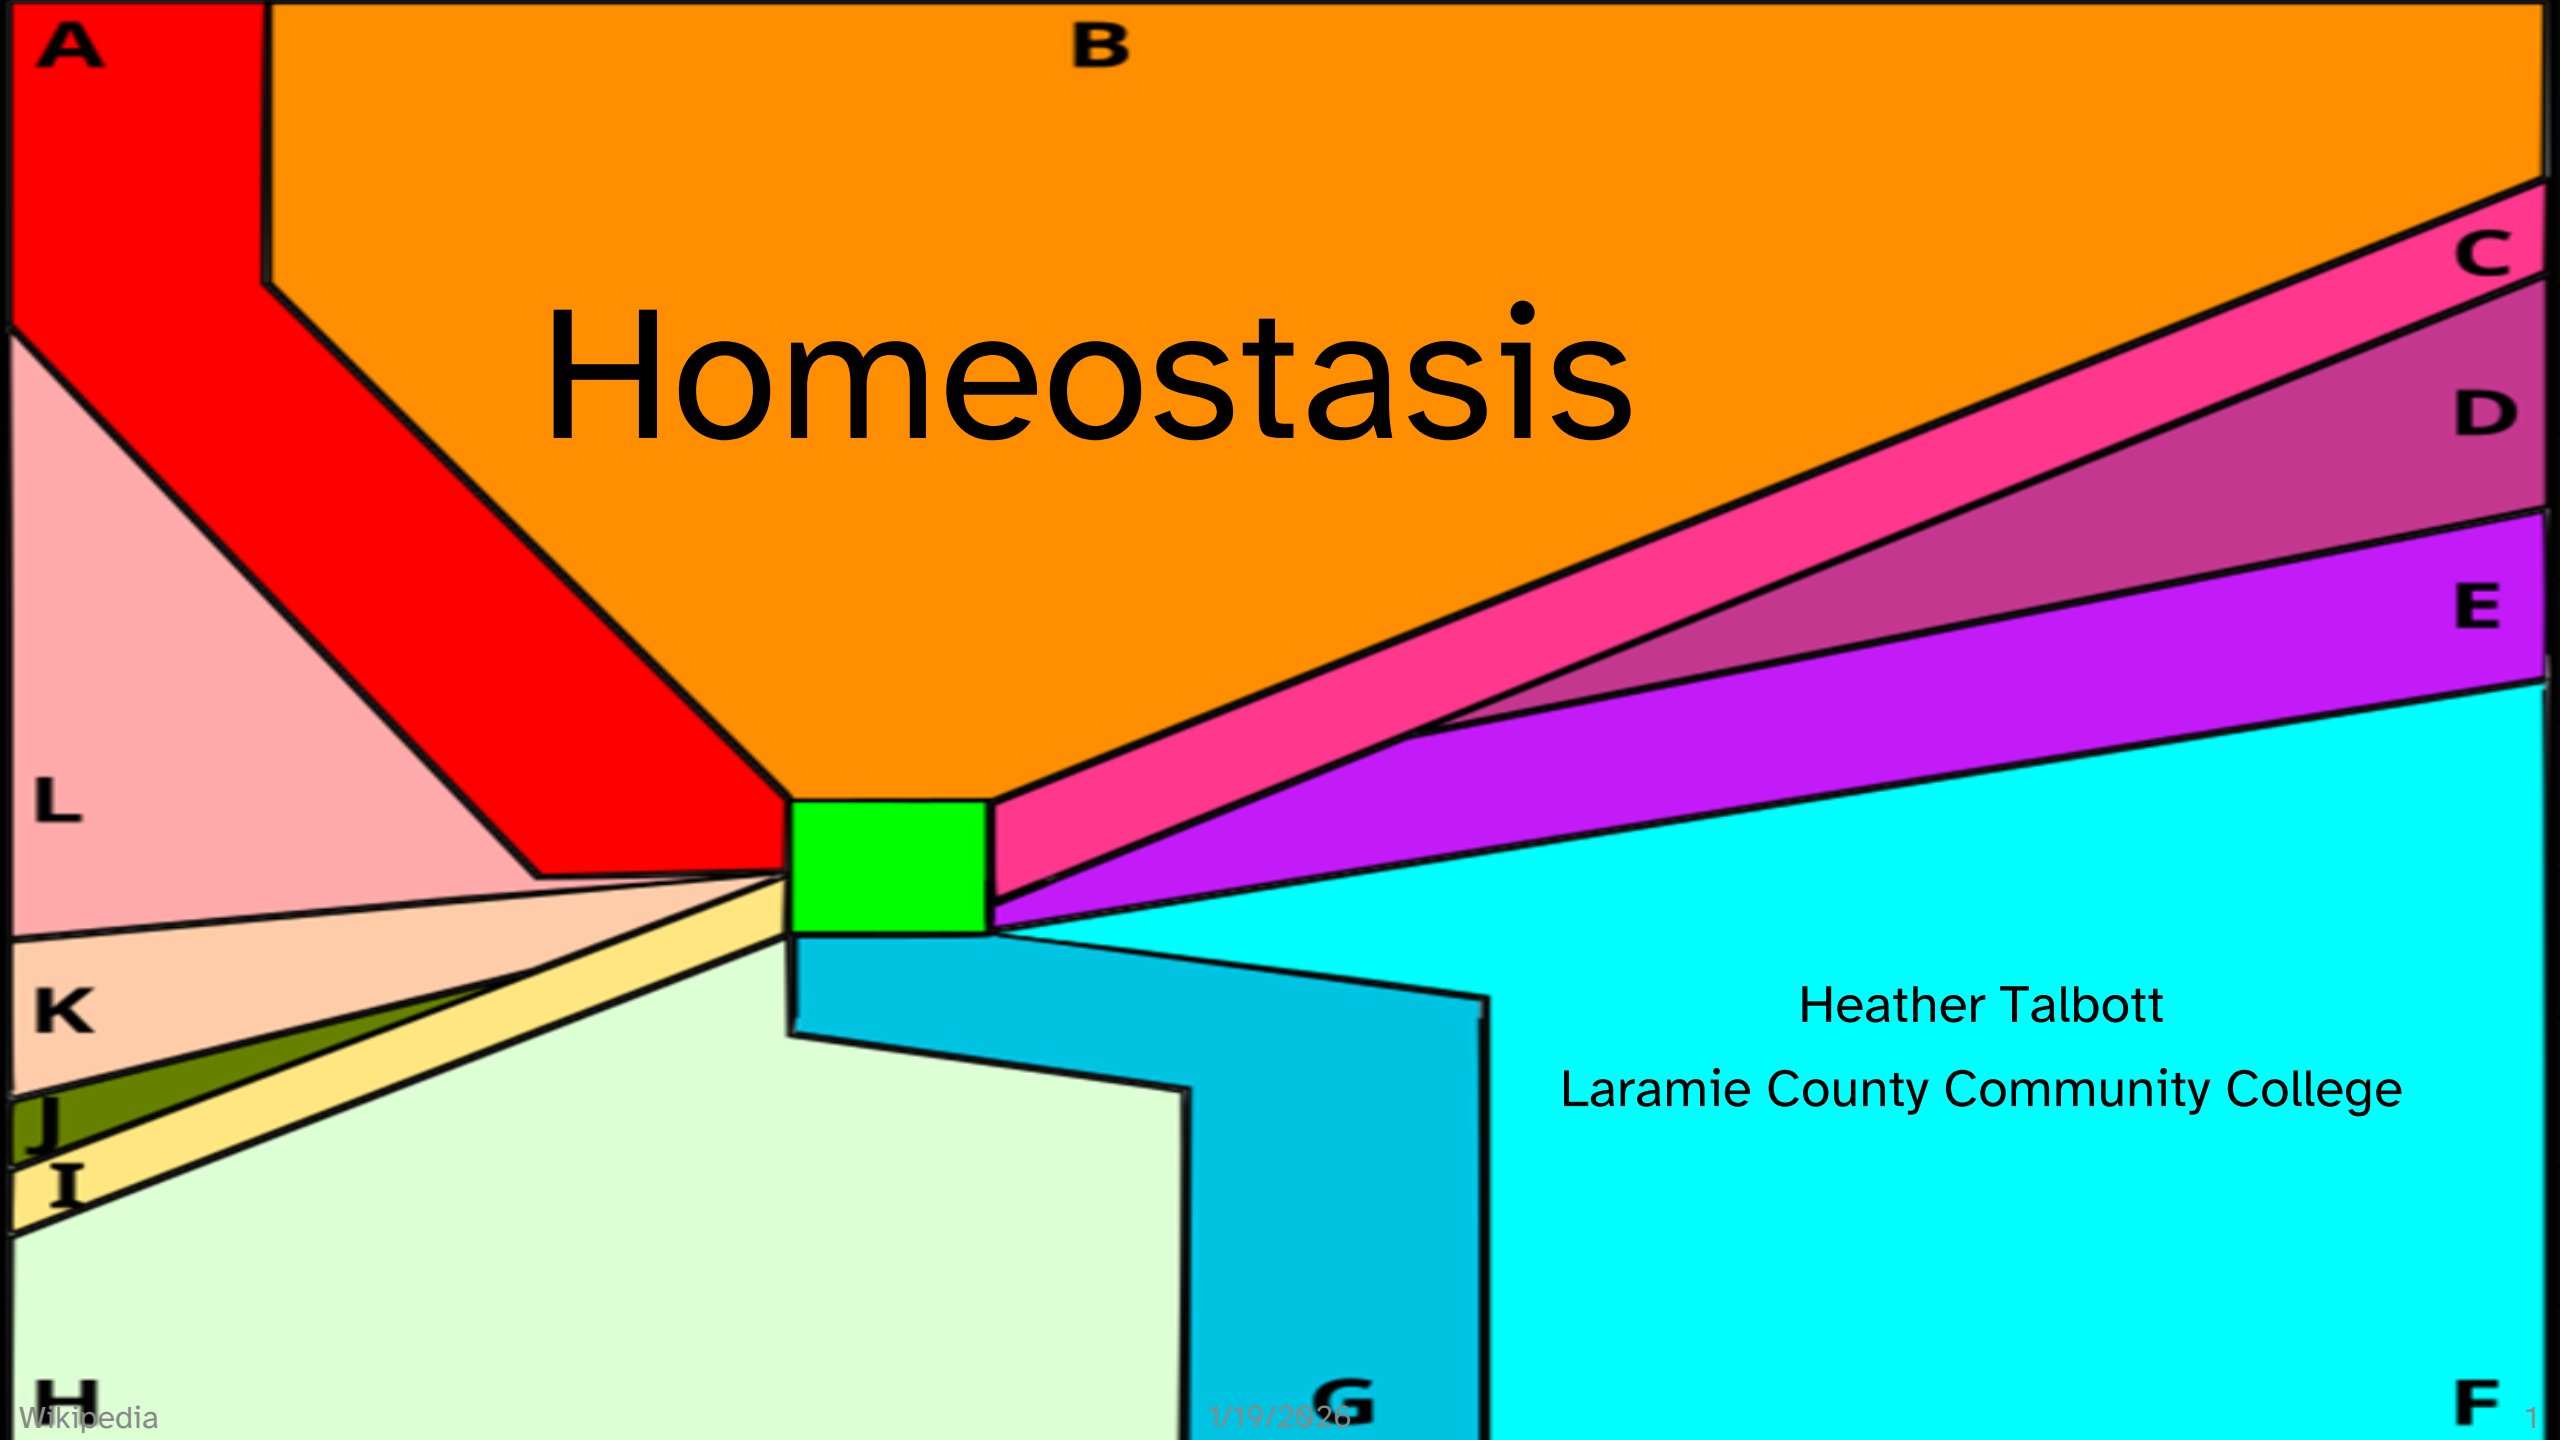 A
B
C
Homeostasis
D
E
L
K
Heather Talbott
Laramie County Community College
J
I
H
G
F
Wikipedia
1/19/2026
1